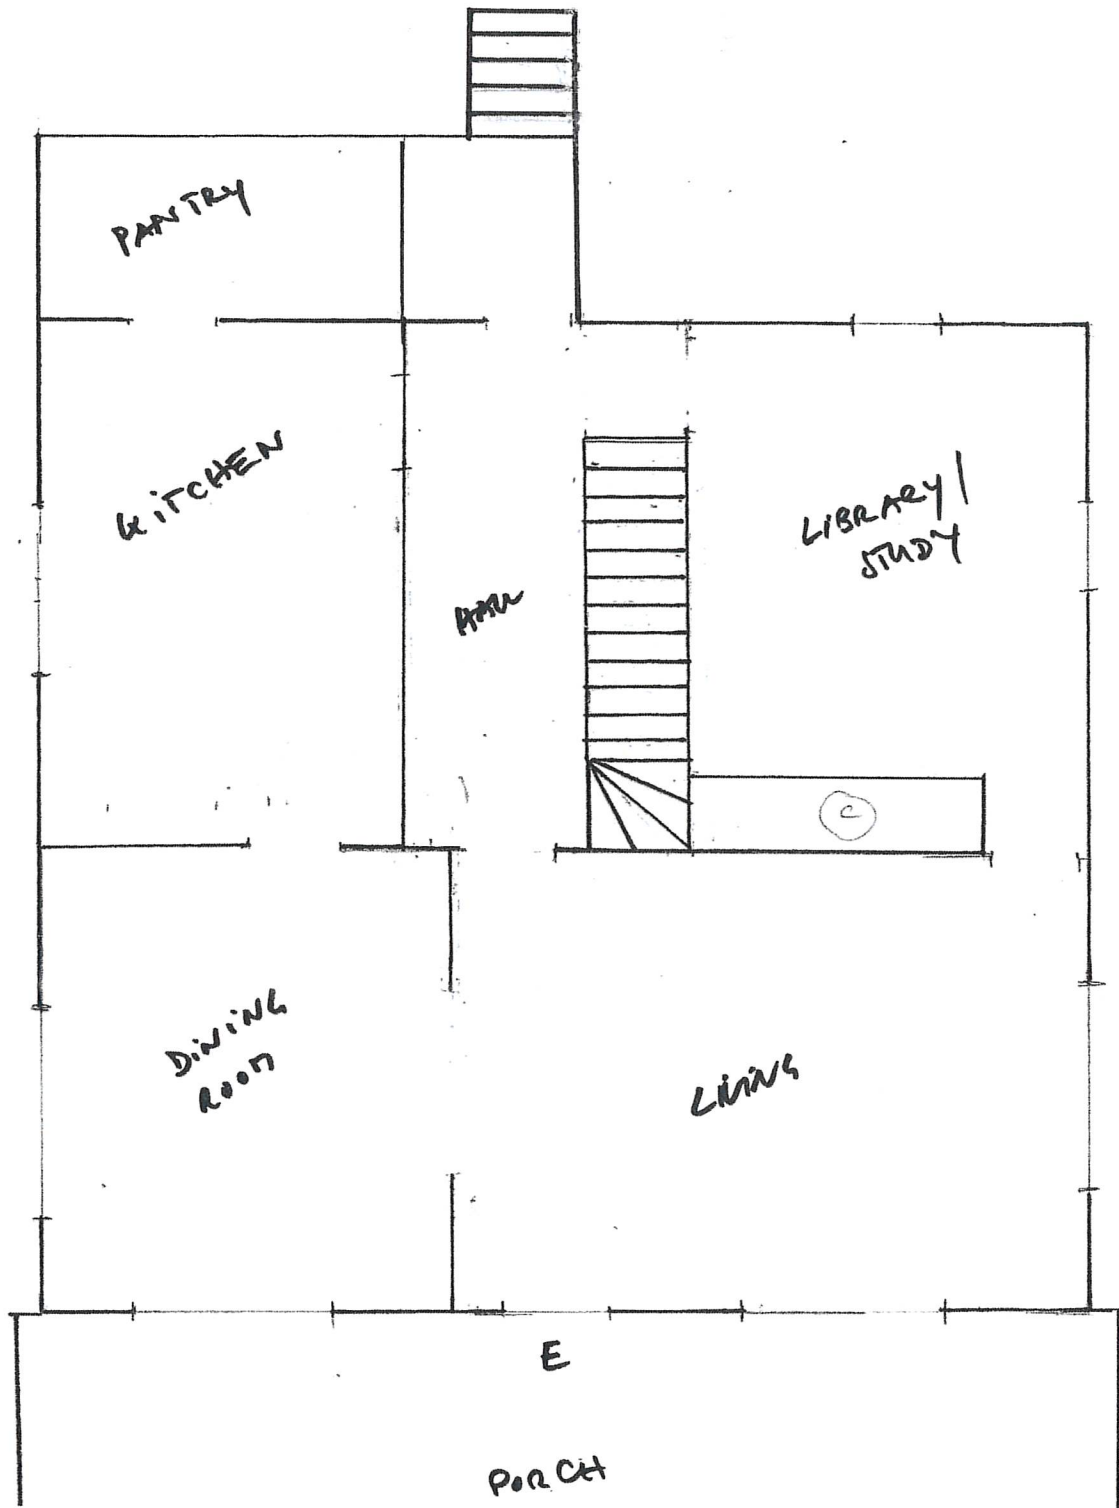 PANTRY
KITCHEN
LIBRARY/
STUDY
HALL
C
DINING
ROOM
LIVING
E
PORCH